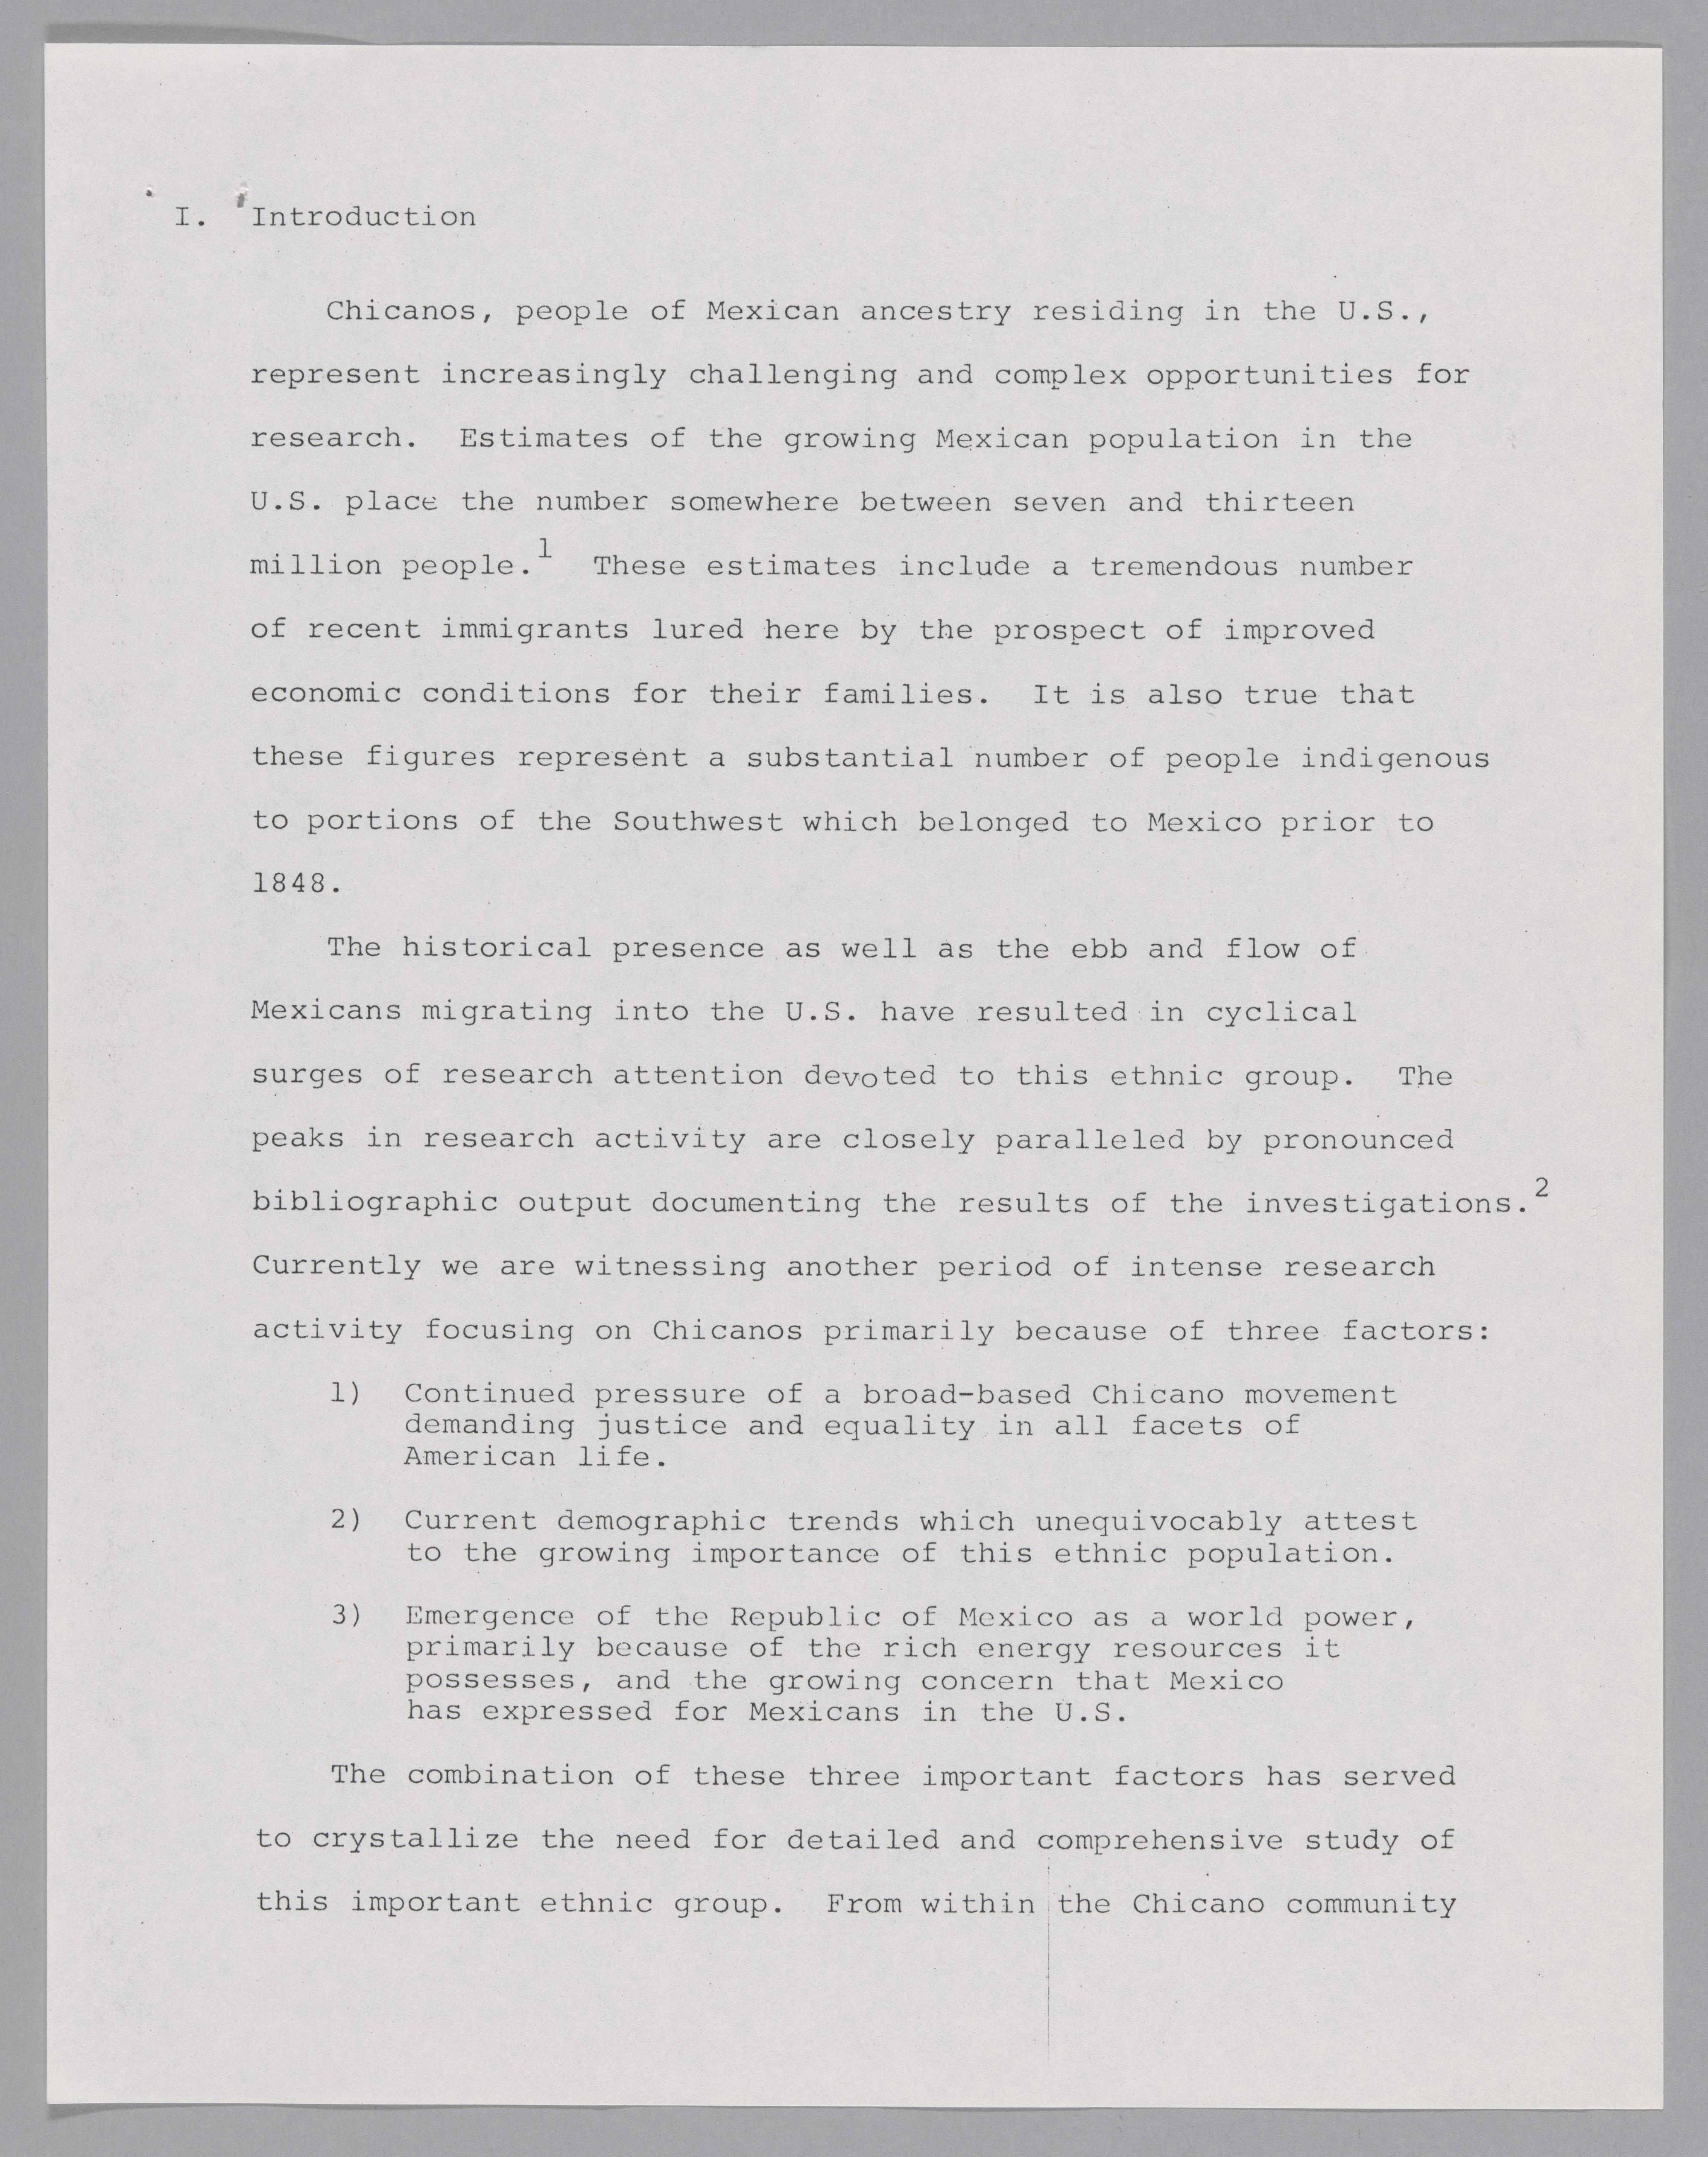 I. Introduction
Chicanos, people of Mexican ancestry residing in the U.S.,
represent increasingly challenging and complex opportunities for
research. Estimates of the growing Mexican population in the
U.S. place the number somewhere between seven and thirteen
million people.1 These estimates include a tremendous number
of recent immigrants lured here by the prospect of improved
economic conditions for their families. It is also true that
these figures represent a substantial number of people indigenous
to portions of the Southwest which belonged to Mexico prior to
1848.
The historical presence as well as the ebb and flow of
Mexicans migrating into the U.S. have resulted in cyclical
surges of research attention devoted to this ethnic group. The
peaks in research activity are closely paralleled by pronounced
bibliographic output documenting the results of the investigations.2
Currently we are witnessing another period of intense research
activity focusing on Chicanos primarily because of three factors:
1) Continued pressure of a broad-based Chicano movement
demanding justice and equality in all facets of
American life.
2) Current demographic trends which unequivocably attest
to the growing importance of this ethnic population.
3) Emergence of the Republic of Mexico as a world power,
primarily because of the rich energy resources it
possesses, and the growing concern that Mexico
has expressed for Mexicans in the U.S.
The combination of these three important factors has served
to crystallize the need for detailed and comprehensive study of
this important ethnic group. From within the Chicano community